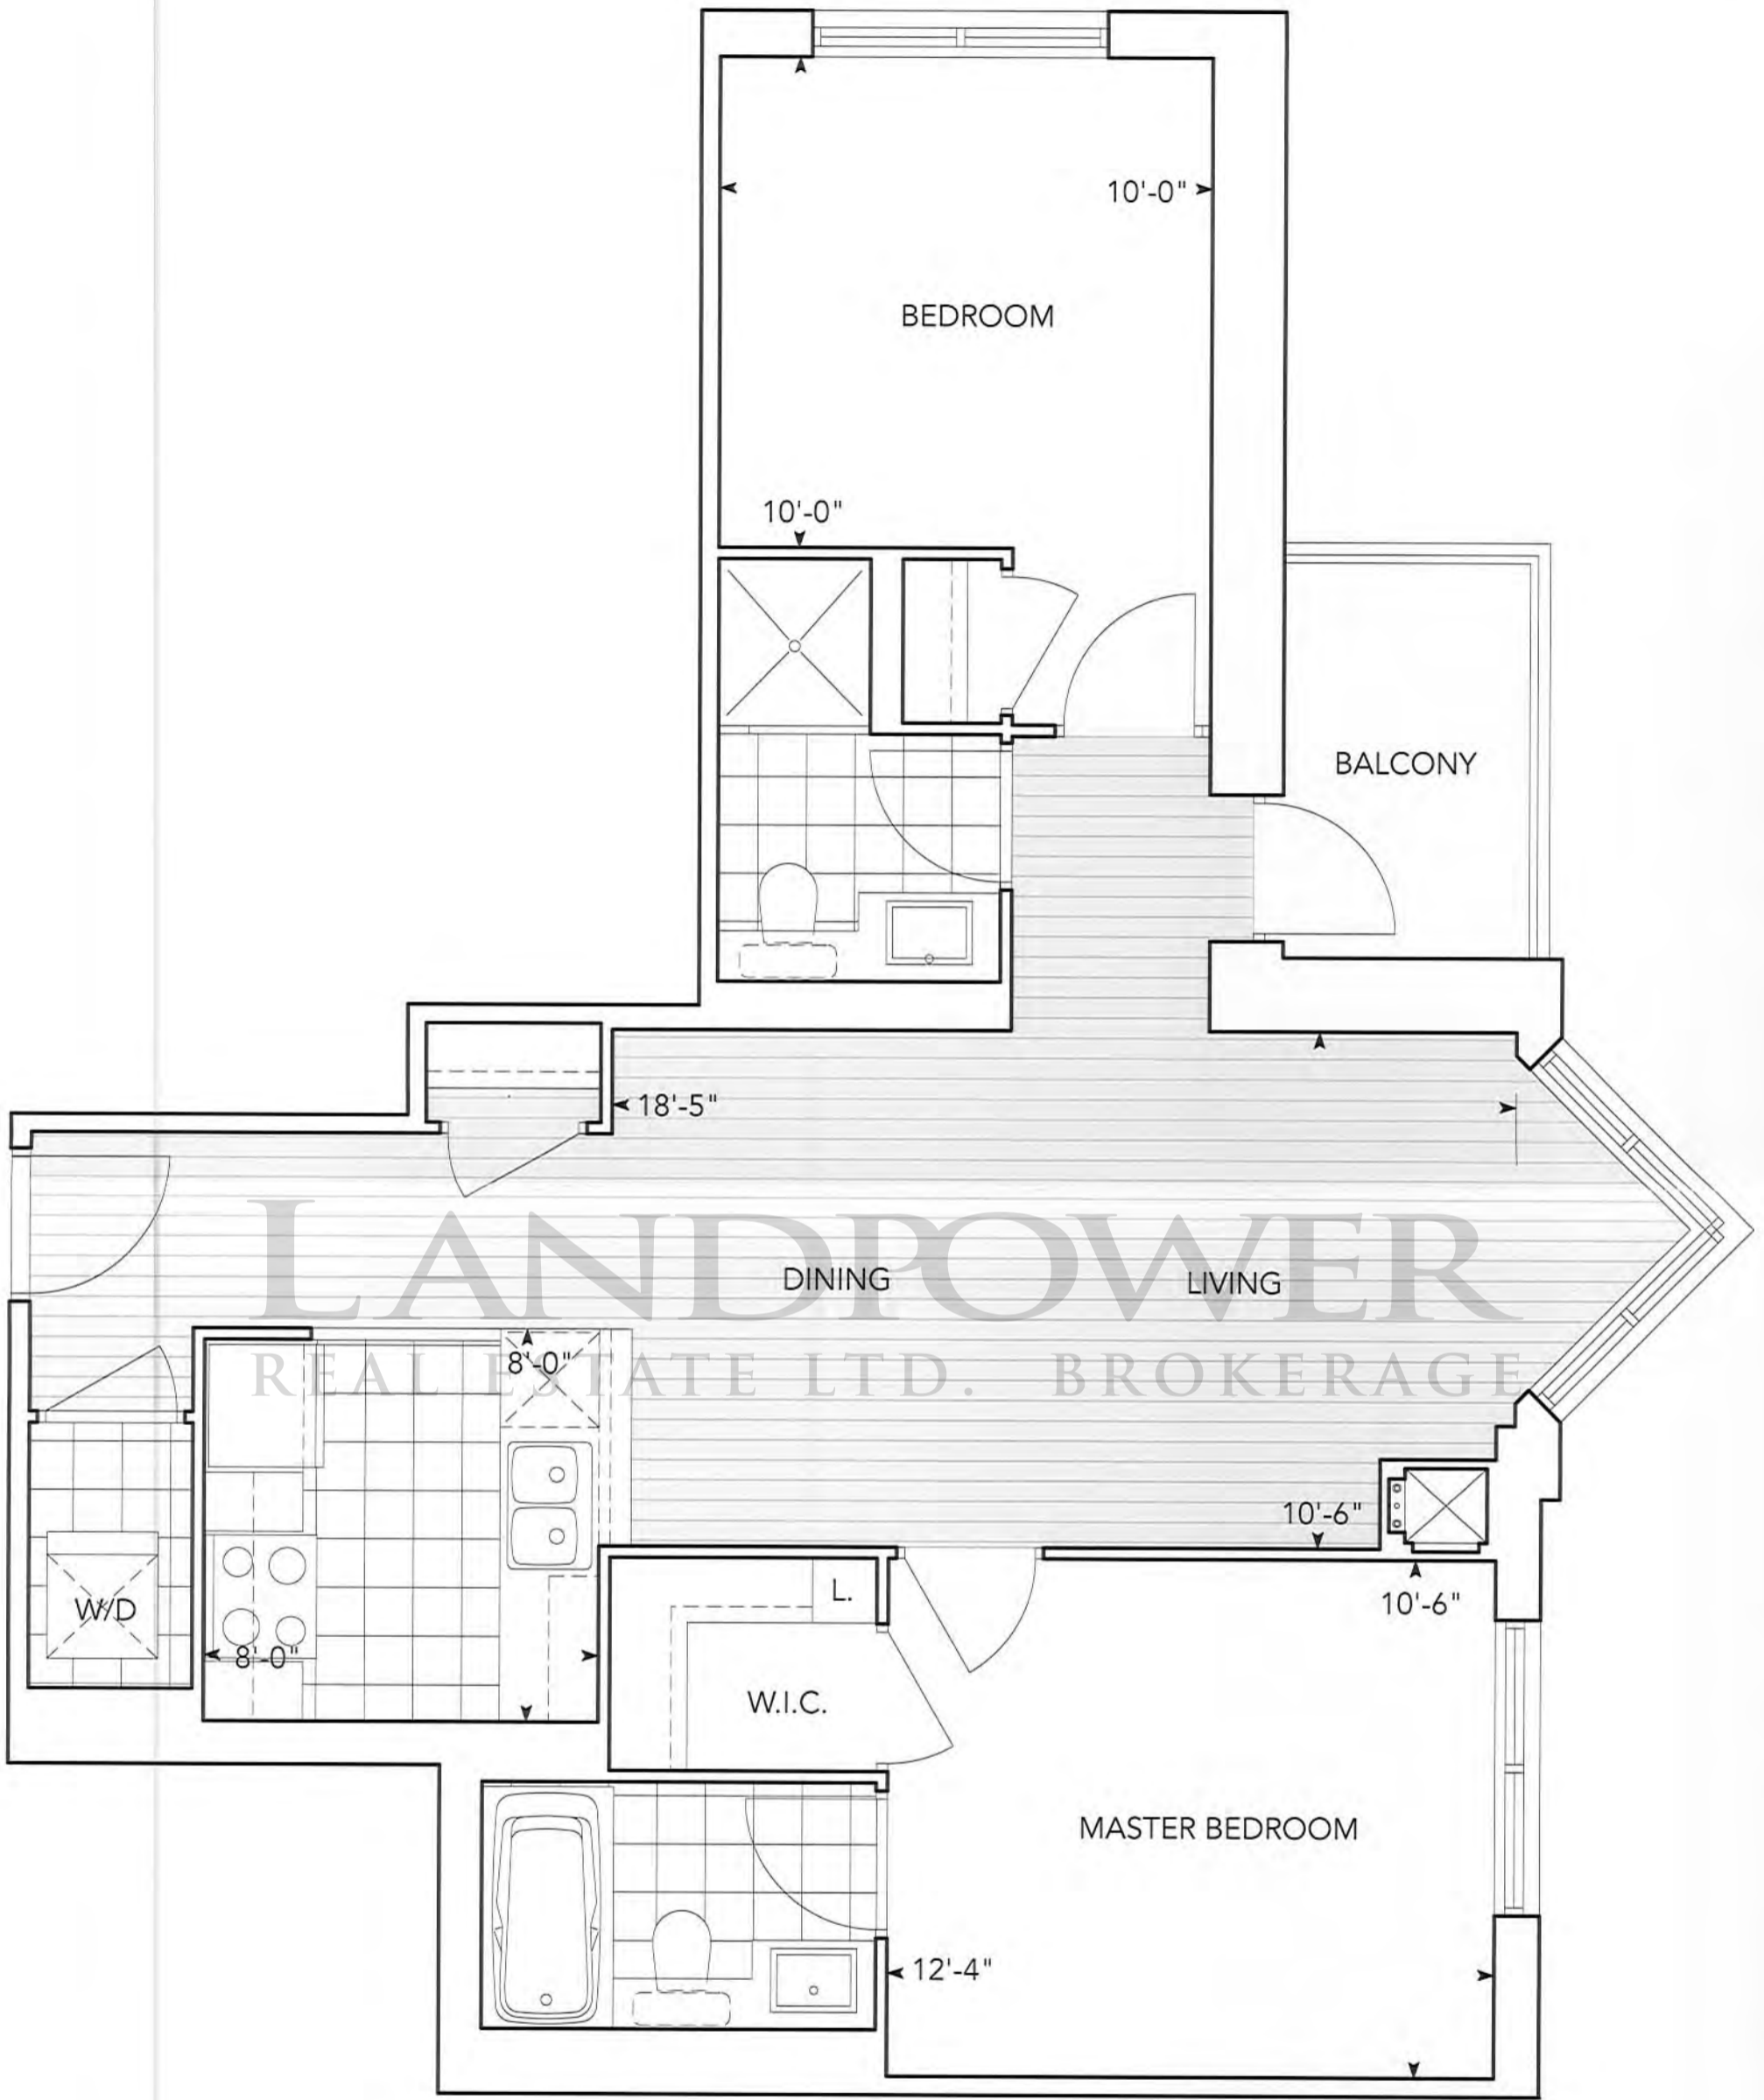 10'-0"
BEDROOM
10'-0"
BALCONY
18'-5"
LANDPOWER
DINING
LIVING
8'-0"
REAL ESTATE LTD. BROKERAGE
10'-6"
L.
10'-6"
W/D
8'-0"
W.I.C.
MASTER BEDROOM
12'-4"